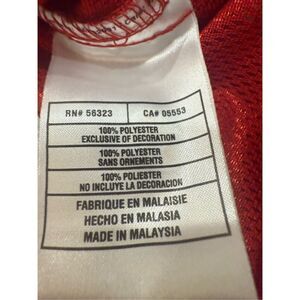 RN# 56323 CA# 05553
100% POLYESTER
EXCLUSIVE OF DECORATION
100% POLYESTER
SANS ORNEMENTS
100% POLYESTER
NO INCLUYE LA DECORACION
FABRIQUE EN MALAISIE
HECHO EN MALASIA
MADE IN MALAYSIA